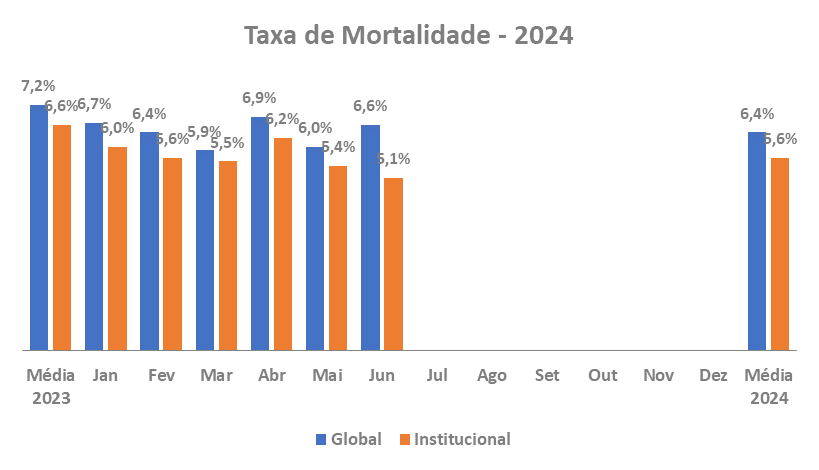 Taxa de Mortalidade - 2024
7,2%
6,6%
6,7%
6,0%
6,4%
5,6%
5,9%
5,5%
6,9%
6,2%
6,0%
5,4%
6,6%
5,1%
6,4%
5,6%
Média 2023
Jan
Fev
Mar
Abr
Mai
Jun
Jul
Ago
Set
Out
Nov
Dez
Média 2024
Global
Institucional